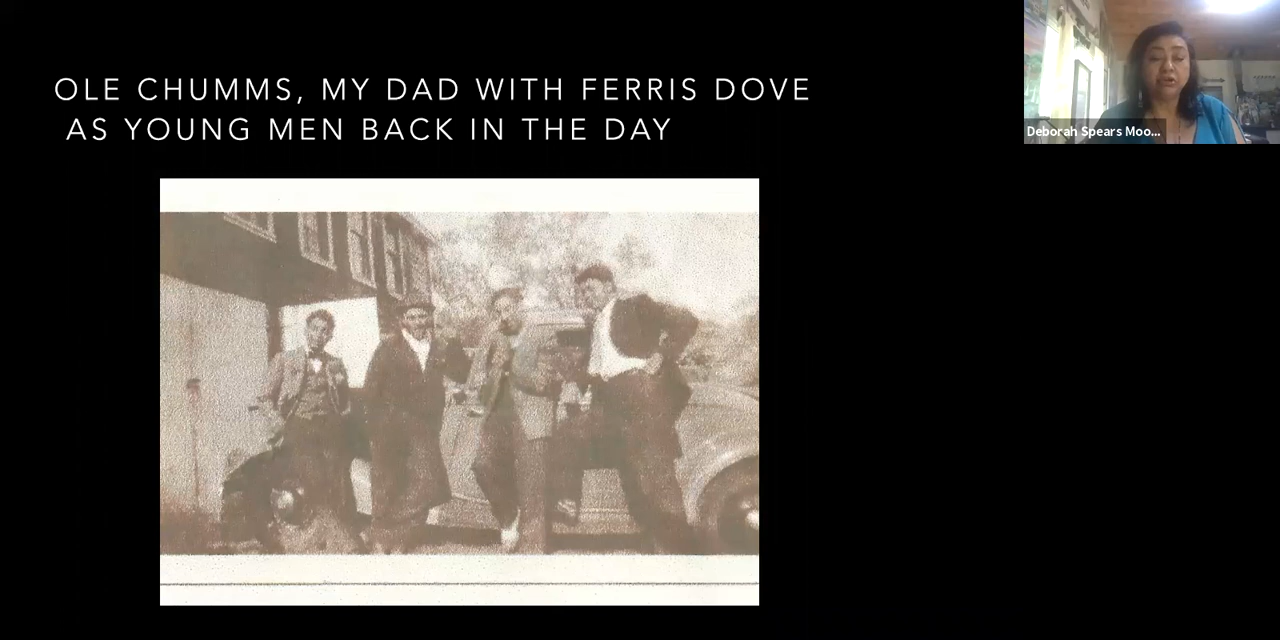 OLE CHUMMS, MY DAD WITH FERRIS DOVE
AS YOUNG MEN BACK IN THE DAY
Deborah Spears Moo...